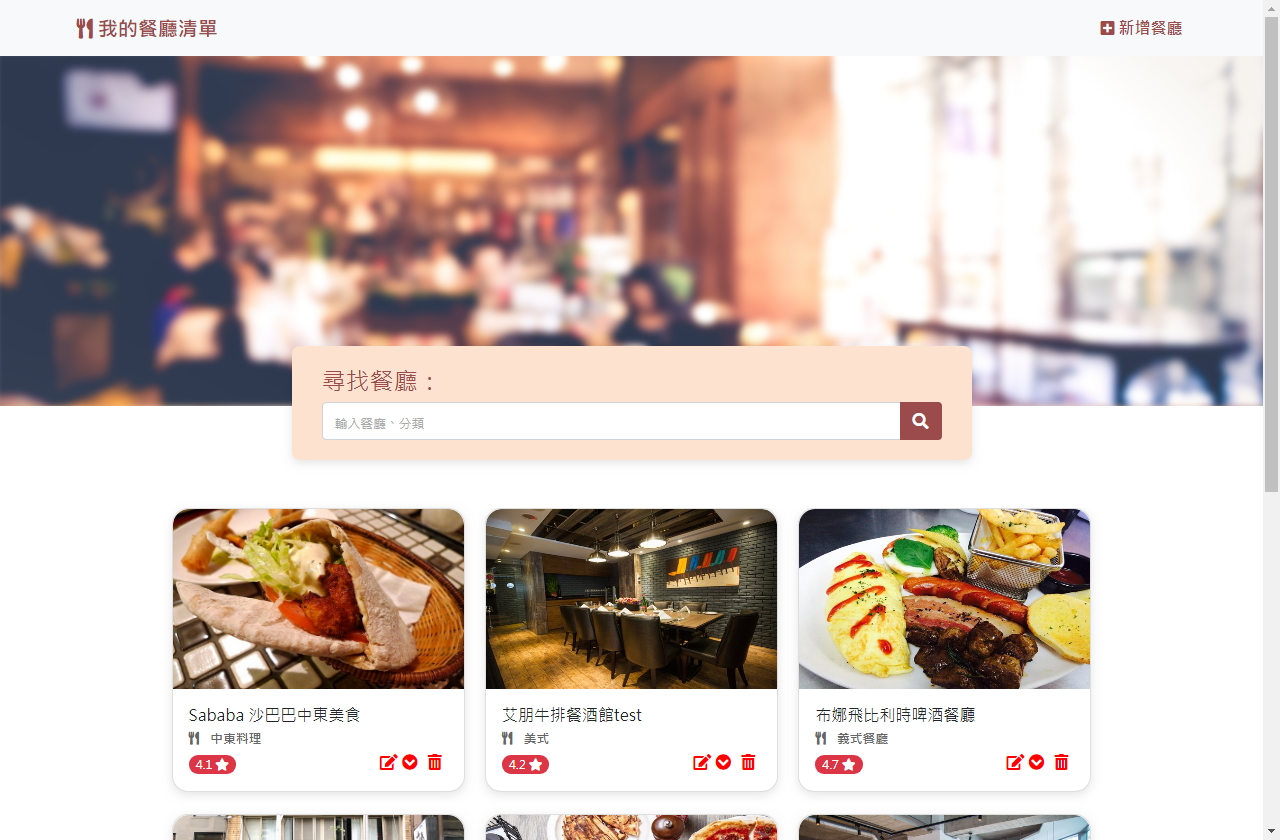 我的餐廳清單
新增餐廳
尋找餐廳：
輸入餐廳、分類
Sababa 沙巴巴中東美食
中東料理
4.1
艾朋牛排餐酒館test
美式
4.2
布娜飛比利時啤酒餐廳
義式餐廳
4.7